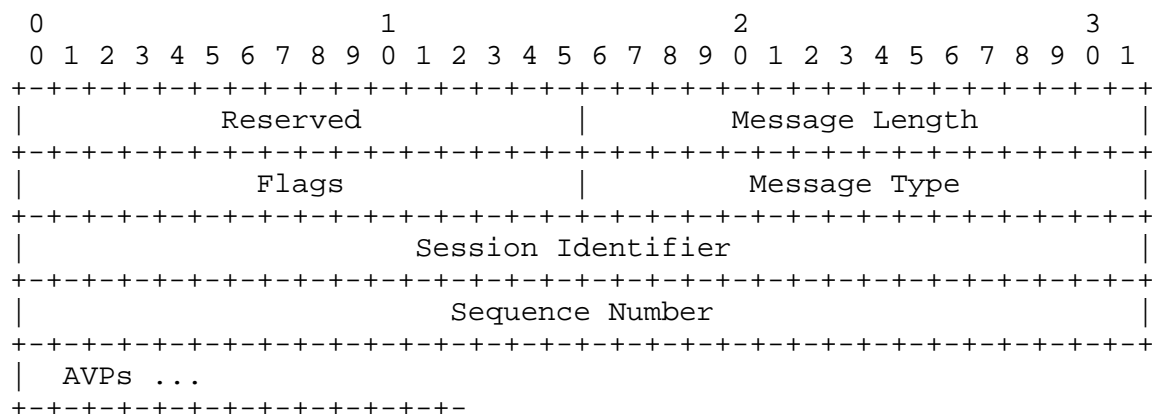 0                   1                   2                   3
 0 1 2 3 4 5 6 7 8 9 0 1 2 3 4 5 6 7 8 9 0 1 2 3 4 5 6 7 8 9 0 1
+-+-+-+-+-+-+-+-+-+-+-+-+-+-+-+-+-+-+-+-+-+-+-+-+-+-+-+-+-+-+-+-+
|           Reserved            |        Message Length         |
+-+-+-+-+-+-+-+-+-+-+-+-+-+-+-+-+-+-+-+-+-+-+-+-+-+-+-+-+-+-+-+-+
|             Flags             |         Message Type          |
+-+-+-+-+-+-+-+-+-+-+-+-+-+-+-+-+-+-+-+-+-+-+-+-+-+-+-+-+-+-+-+-+
|                      Session Identifier                       |
+-+-+-+-+-+-+-+-+-+-+-+-+-+-+-+-+-+-+-+-+-+-+-+-+-+-+-+-+-+-+-+-+
|                        Sequence Number                        |
+-+-+-+-+-+-+-+-+-+-+-+-+-+-+-+-+-+-+-+-+-+-+-+-+-+-+-+-+-+-+-+-+
|  AVPs ...
+-+-+-+-+-+-+-+-+-+-+-+-+-